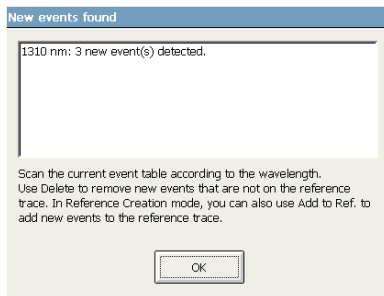 New events found
1310 nm: 3 new event(s) detected.
Scan the current event table according to the wavelength.
Use Delete to remove new events that are not on the reference
trace. In Reference Creation mode, you can also use Add to Ref. to
add new events to the reference trace.
OK